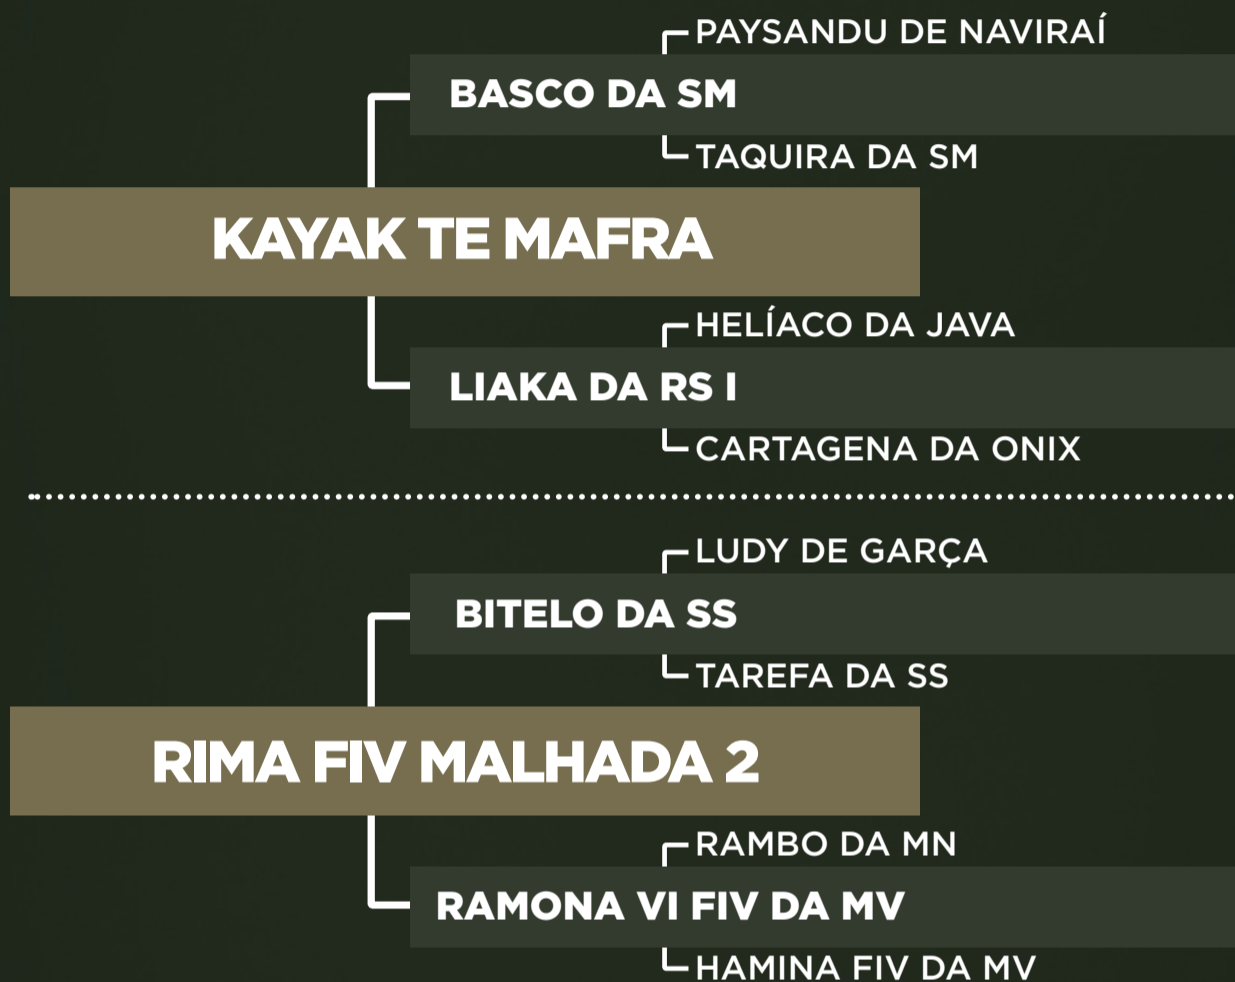 PAYSANDU DE NAVIRAÍ
BASCO DA SM
TAQUIRA DA SM
KAYAK TE MAFRA
HELÍACO DA JAVA
LIAKA DA RS I
CARTAGENA DA ONIX
LUDY DE GARÇA
BITELO DA SS
TAREFA DA SS
RIMA FIV MALHADA 2
RAMBO DA MN
RAMONA VI FIV DA MV
HAMINA FIV DA MV